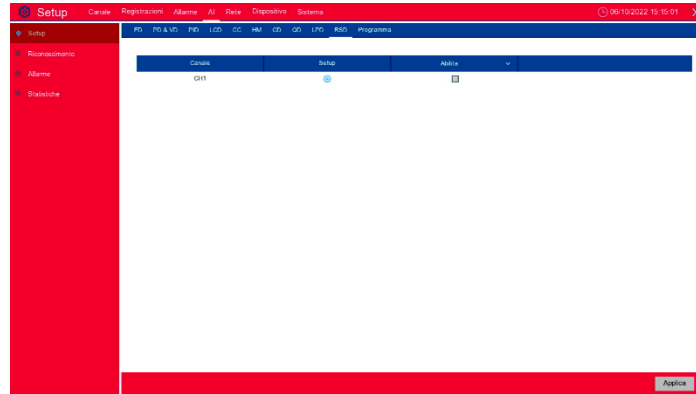 Setup Canale Registrazioni Allarme AI Rete Dispositivo Sistema 06/10/2022 15:15:01
Setup
FD PD & VD PID LCD CC HM CD QD LPD RSD Programma
Riconoscimento
Allarme
Statistiche
Canale Setup Abilita
CH1
Applica